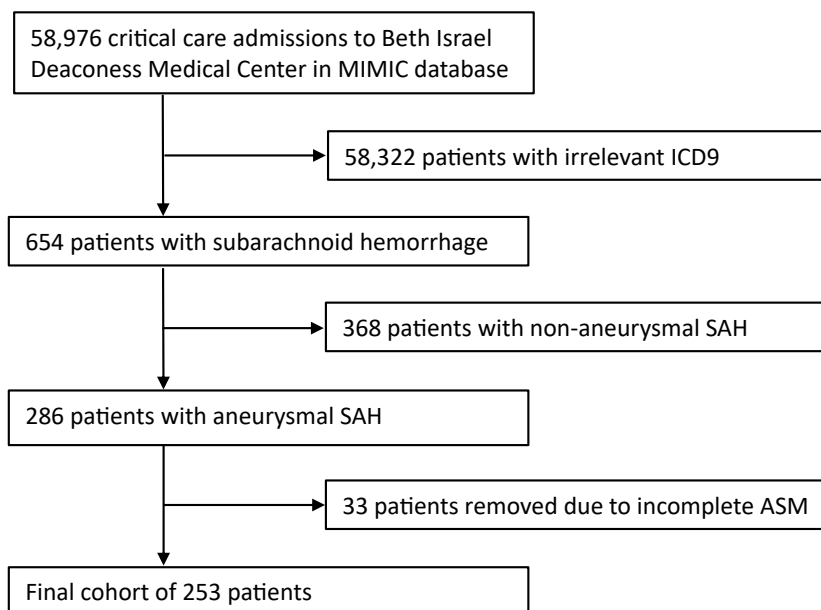 58,976 critical care admissions to Beth Israel
Deaconess Medical Center in MIMIC database
58,322 patients with irrelevant ICD9
654 patients with subarachnoid hemorrhage
368 patients with non-aneurysmal SAH
286 patients with aneurysmal SAH
33 patients removed due to incomplete ASM
Final cohort of 253 patients